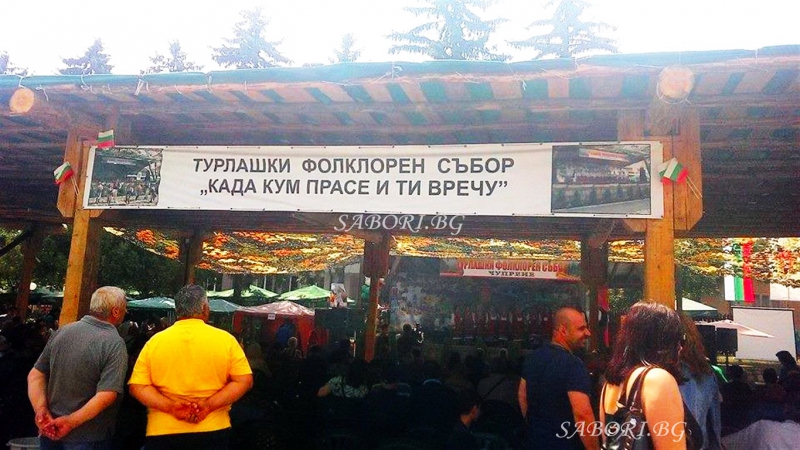 ТУРЛАШКИ ФОЛКЛОРЕН СЪБОР
„КАДА КУМ ПРАСЕ И ТИ ВРЕЧУ”
SABORI.BG
ТУРЛАШКИ ФОЛКЛОРЕН СЪБОР
ЧУПРЕНЕ
SABORI.BG